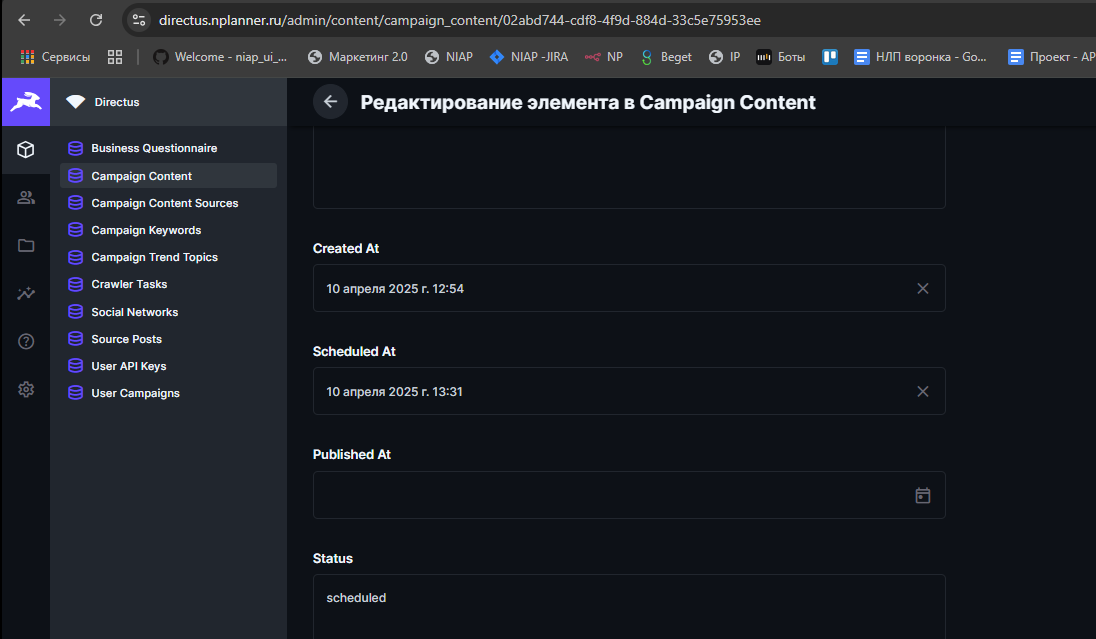 directus.nplanner.ru/admin/content/campaign_content/02abd744-cdf8-4f9d-884d-33c5e75953ee
Сервисы
Welcome - niap_ui_...
Маркетинг 2.0
NIAP
NIAP -JIRA
NP
Beget
IP
Боты
НЛП воронка - Go...
Проект - AP
Directus
Редактирование элемента в Campaign Content
Business Questionnaire
Campaign Content
Campaign Content Sources
Campaign Keywords
Campaign Trend Topics
Crawler Tasks
Social Networks
Source Posts
User API Keys
User Campaigns
Created At
10 апреля 2025 г. 12:54
Scheduled At
10 апреля 2025 г. 13:31
Published At
Status
scheduled